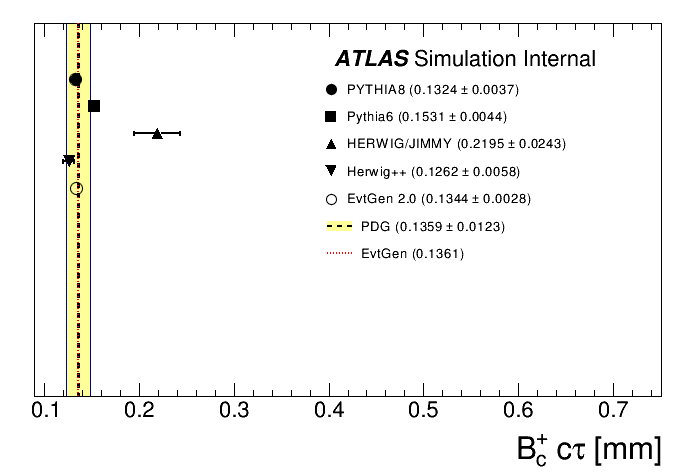 ATLAS Simulation Internal
PYTHIA8 (0.1324 ± 0.0037)
Pythia6 (0.1531 ± 0.0044)
HERWIG/JIMMY (0.2195 ± 0.0243)
Herwig++ (0.1262 ± 0.0058)
EvtGen 2.0 (0.1344 ± 0.0028)
PDG (0.1359 ± 0.0123)
EvtGen (0.1361)
0.1 0.2 0.3 0.4 0.5 0.6 0.7
B_c^+ cτ [mm]